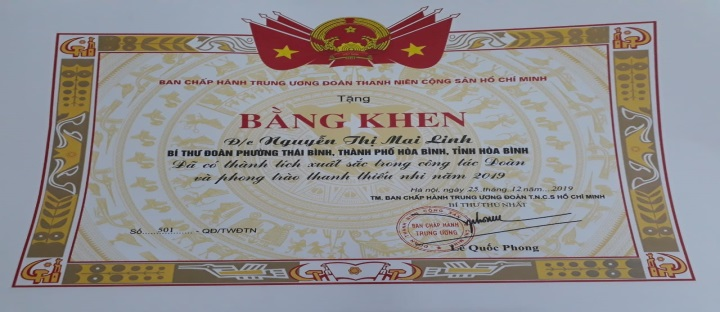 BAN CHẤP HÀNH TRUNG ƯƠNG ĐOÀN THANH NIÊN CỘNG SẢN HỒ CHÍ MINH
Tặng
BẰNG KHEN
Đ/c Nguyễn Thị Mai Linh
BÍ THƯ ĐOÀN PHƯỜNG THÁI BÌNH, THÀNH PHỐ HÒA BÌNH, TỈNH HÒA BÌNH
Đã có thành tích xuất sắc trong công tác Đoàn
và phong trào thanh thiếu nhi năm 2019
Hà nội, ngày 25 tháng 12 năm 2019
TM. BAN CHẤP HÀNH TRUNG ƯƠNG ĐOÀN T.N.C.S HỒ CHÍ MINH
BÍ THƯ THỨ NHẤT
BAN CHẤP HÀNH
TRUNG ƯƠNG
Số: 501 - QĐ/TWĐTN
Lê Quốc Phong